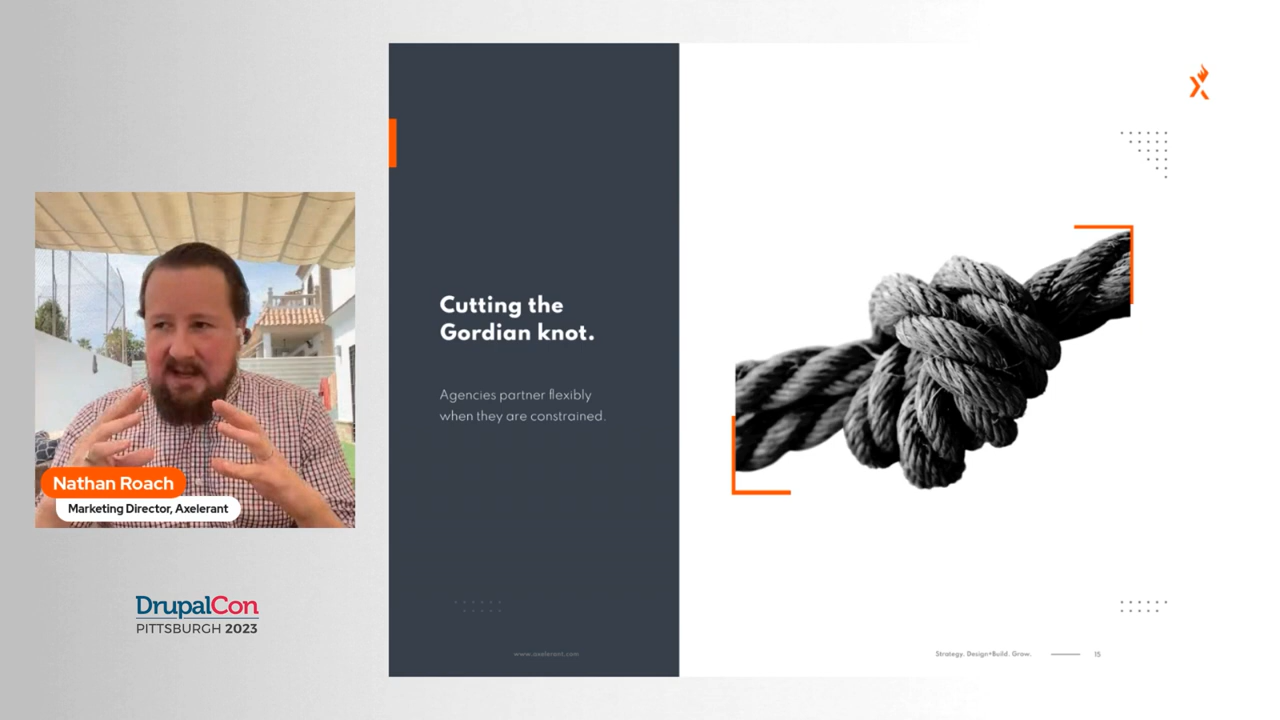 Cutting the
Gordian knot.
Agencies partner flexibly
when they are constrained.
Nathan Roach
Marketing Director, Axelerant
DrupalCon
PITTSBURGH 2023
www.axelerant.com
Strategy. Design+Build. Grow.
15